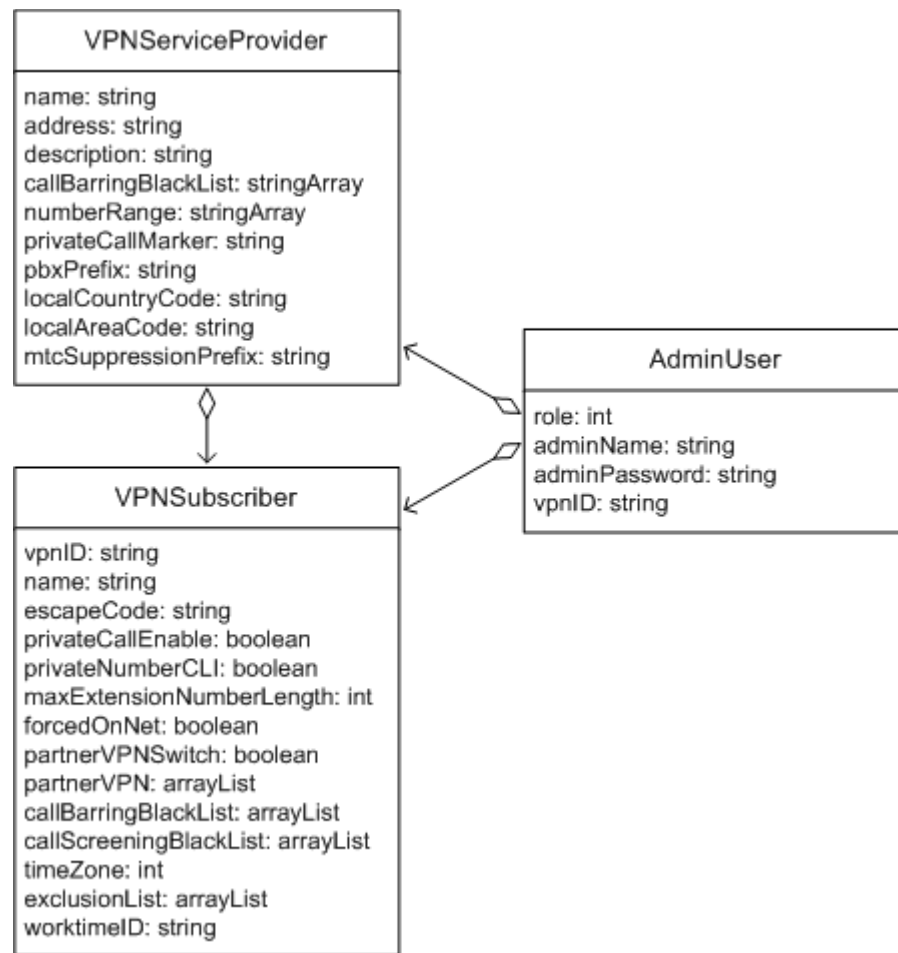 VPNServiceProvider
name: string
address: string
description: string
callBarringBlackList: stringArray
numberRange: stringArray
privateCallMarker: string
pbxPrefix: string
localCountryCode: string
localAreaCode: string
mtcSuppressionPrefix: string
AdminUser
role: int
adminName: string
adminPassword: string
vpnID: string
VPNSubscriber
vpnID: string
name: string
escapeCode: string
privateCallEnable: boolean
privateNumberCLI: boolean
maxExtensionNumberLength: int
forcedOnNet: boolean
partnerVPNSwitch: boolean
partnerVPN: arrayList
callBarringBlackList: arrayList
callScreeningBlackList: arrayList
timeZone: int
exclusionList: arrayList
worktimeID: string